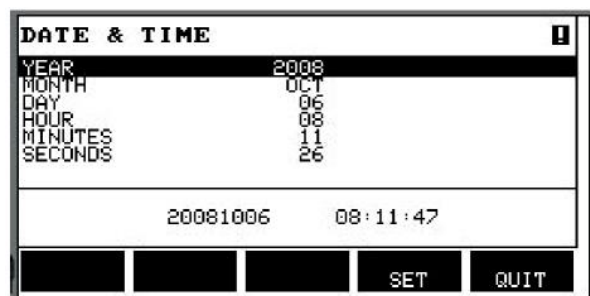 DATE & TIME !
YEAR 2008
MONTH OCT
DAY 06
HOUR 08
MINUTES 11
SECONDS 26
20081006 08:11:47
SET QUIT